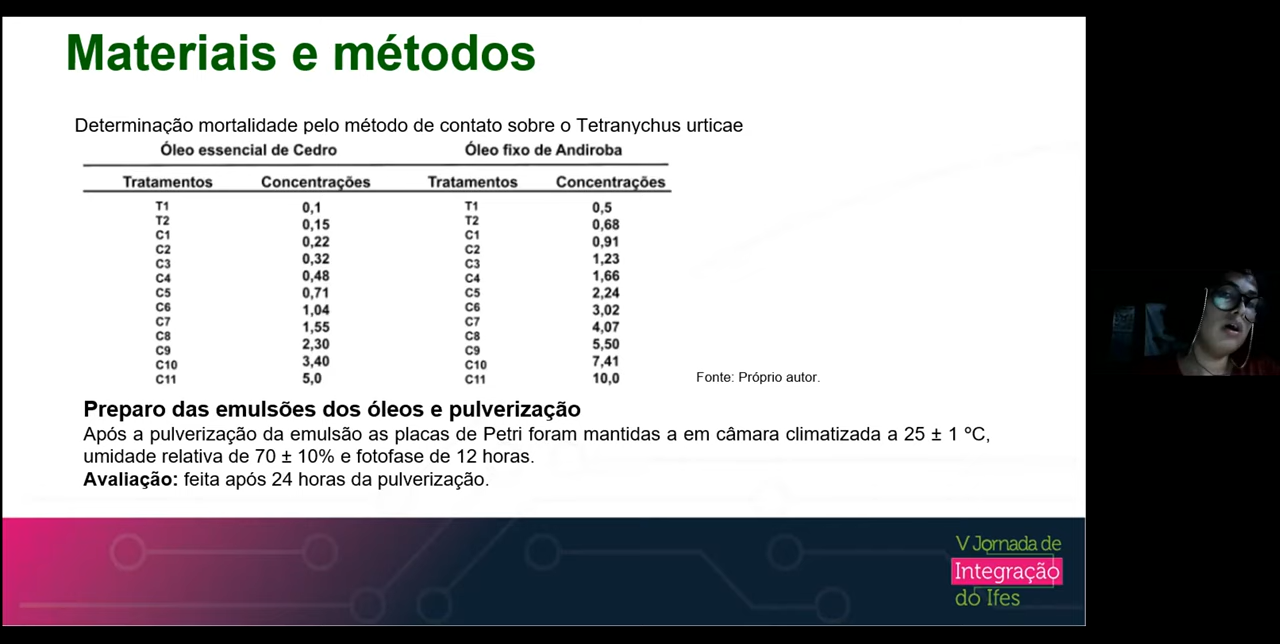 Materiais e métodos
Determinação mortalidade pelo método de contato sobre o Tetranychus urticae
Óleo essencial de Cedro Óleo fixo de Andiroba
Tratamentos Concentrações Tratamentos Concentrações
T1 0,1 T1 0,5
T2 0,15 T2 0,68
C1 0,22 C1 0,91
C2 C2
C3 0,32 C3 1,23
C4 0,48 C4 1,66
C5 0,71 C5 2,24
C6 1,04 C6 3,02
C7 1,55 C7 4,07
C8 C8
C9 2,30 C9 5,50
C10 3,40 C10 7,41
C11 5,0 C11 10,0
Fonte: Próprio autor.
Preparo das emulsões dos óleos e pulverização
Após a pulverização da emulsão as placas de Petri foram mantidas a em câmara climatizada a 25 ± 1 ºC,
umidade relativa de 70 ± 10% e fotofase de 12 horas.
Avaliação: feita após 24 horas da pulverização.
V Jornada de
Integração
do Ifes